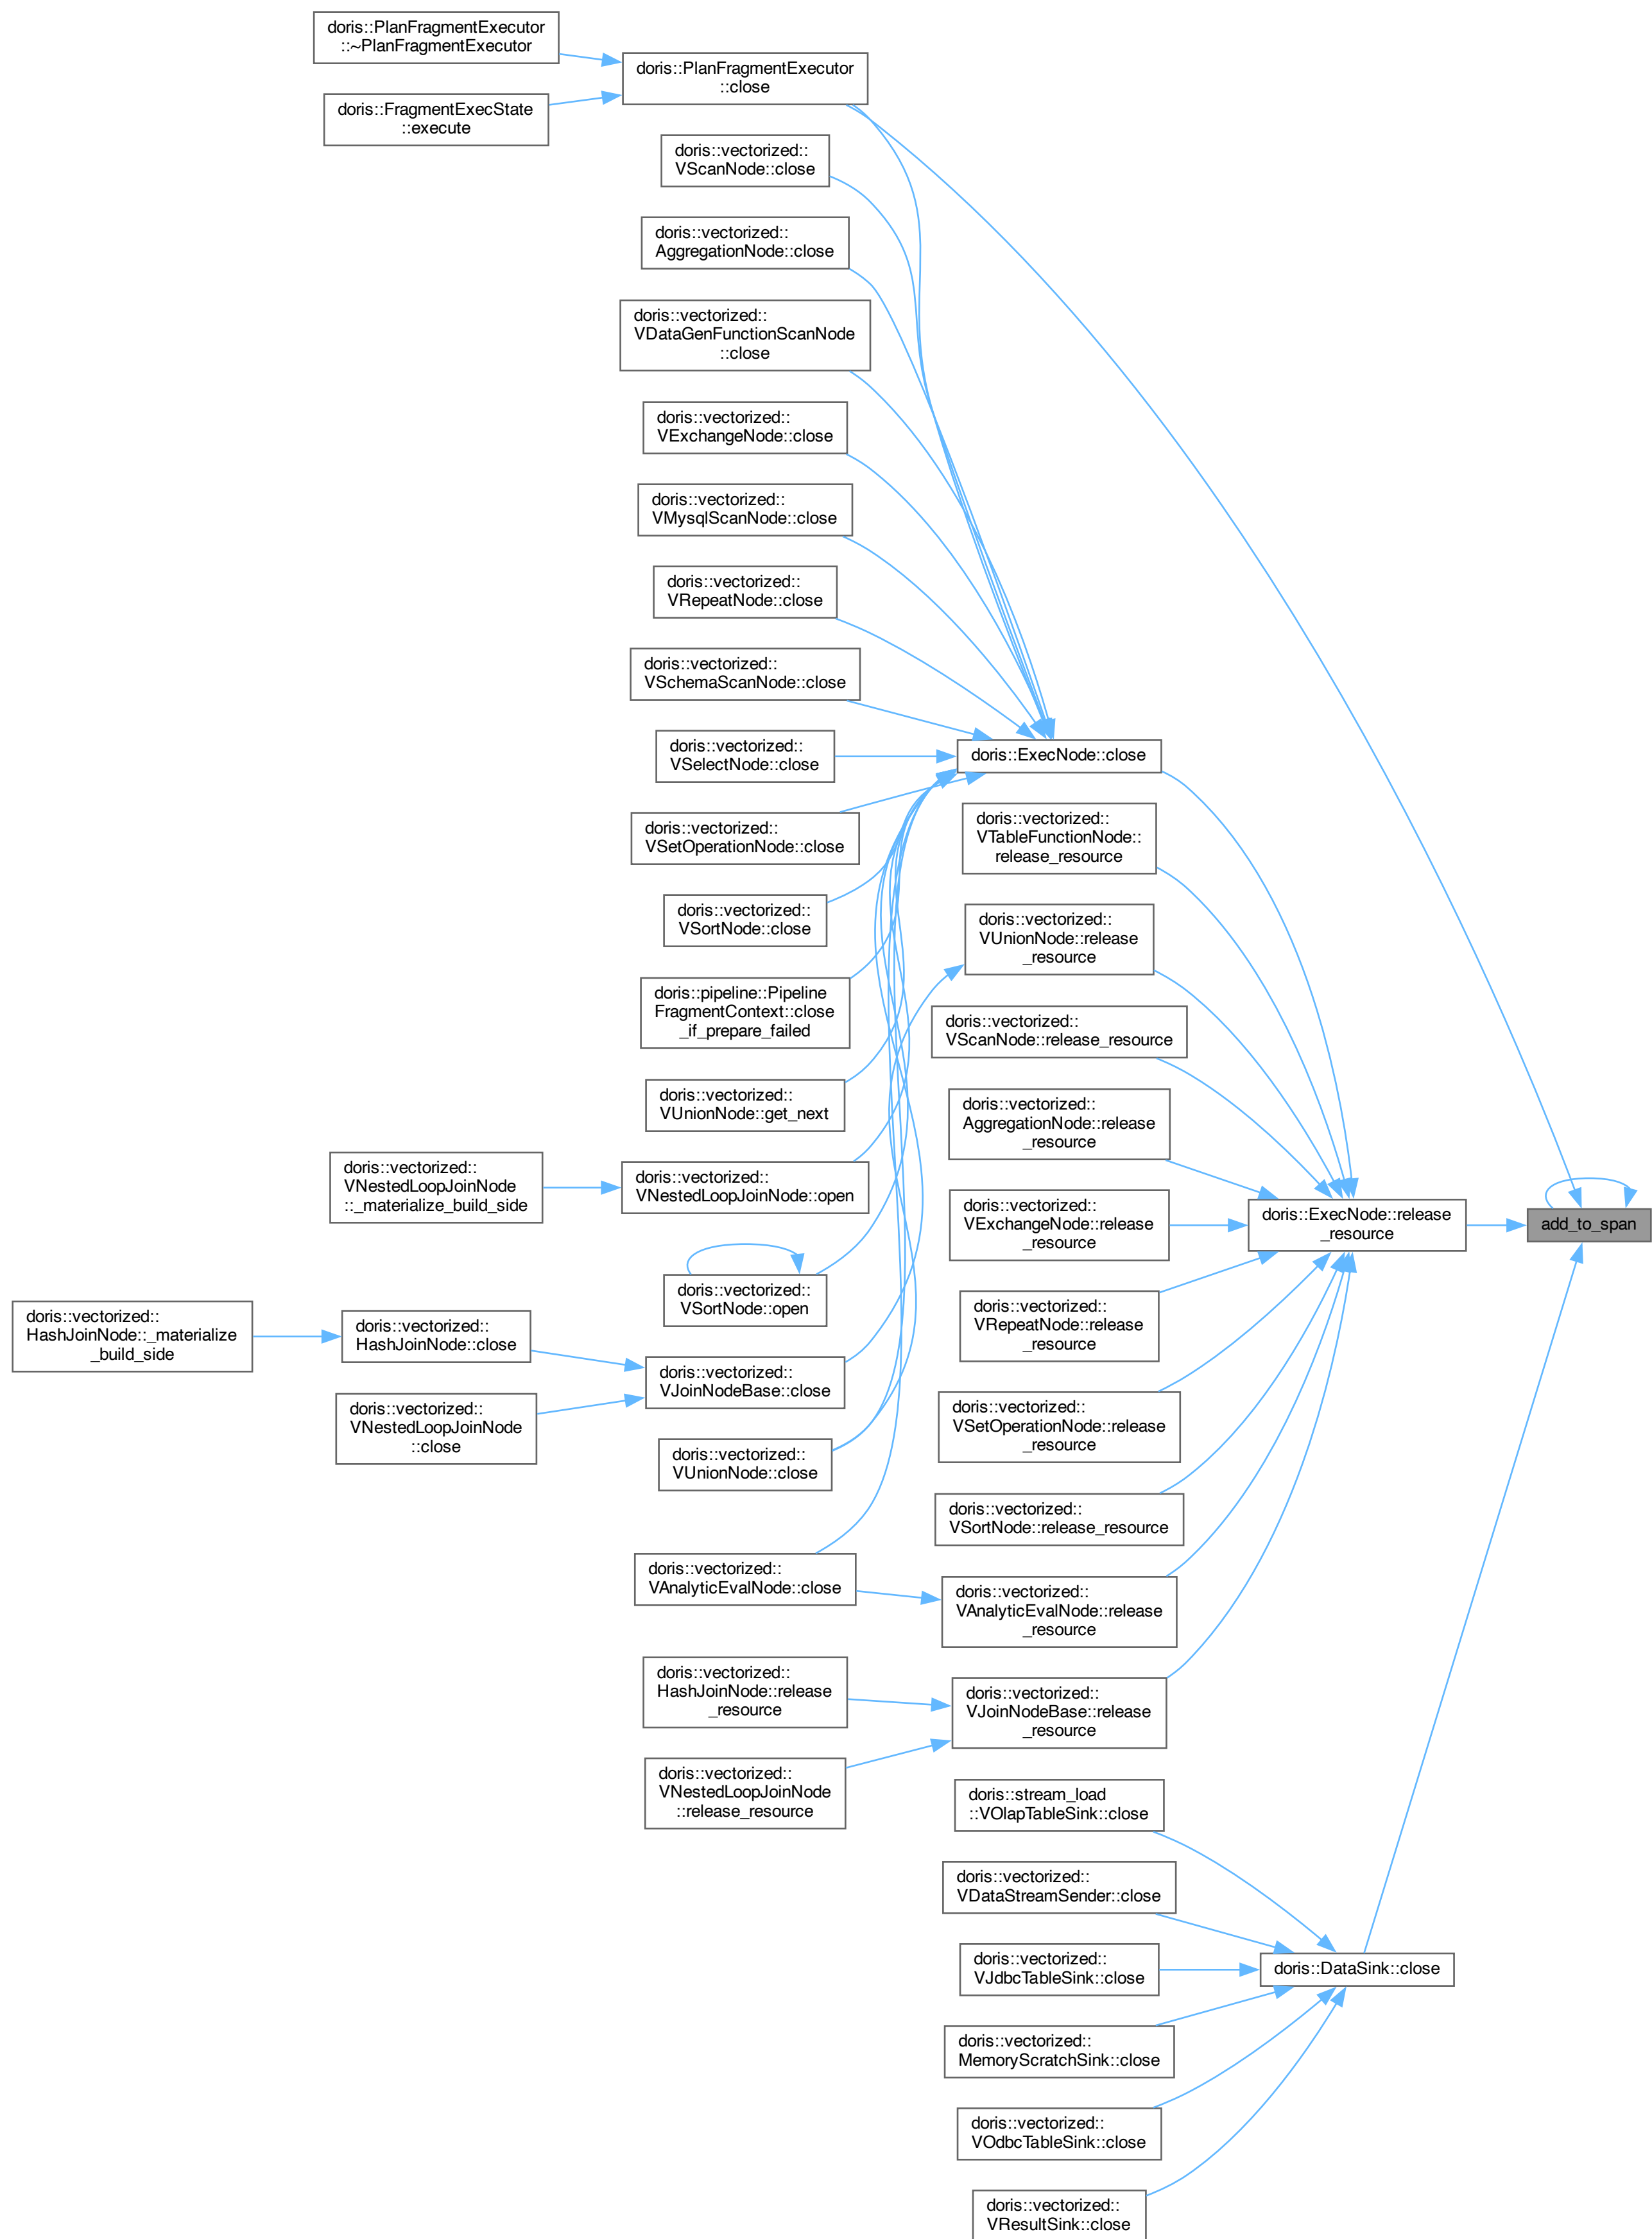 doris::PlanFragmentExecutor
::~PlanFragmentExecutor
doris::FragmentExecState
::execute
doris::PlanFragmentExecutor
::close
doris::vectorized::
VScanNode::close
doris::vectorized::
AggregationNode::close
doris::vectorized::
VDataGenFunctionScanNode
::close
doris::vectorized::
VExchangeNode::close
doris::vectorized::
VMysqlScanNode::close
doris::vectorized::
VRepeatNode::close
doris::vectorized::
VSchemaScanNode::close
doris::vectorized::
VSelectNode::close
doris::vectorized::
VSetOperationNode::close
doris::vectorized::
VSortNode::close
doris::pipeline::Pipeline
FragmentContext::close
_if_prepare_failed
doris::vectorized::
VUnionNode::get_next
doris::vectorized::
VNestedLoopJoinNode
::_materialize_build_side
doris::vectorized::
VNestedLoopJoinNode::open
doris::vectorized::
VSortNode::open
doris::vectorized::
HashJoinNode::_materialize
_build_side
doris::vectorized::
HashJoinNode::close
doris::vectorized::
VNestedLoopJoinNode
::close
doris::vectorized::
VJoinNodeBase::close
doris::vectorized::
VUnionNode::close
doris::vectorized::
VAnalyticEvalNode::close
doris::vectorized::
HashJoinNode::release
_resource
doris::vectorized::
VNestedLoopJoinNode
::release_resource
doris::ExecNode::close
doris::vectorized::
VTableFunctionNode::
release_resource
doris::vectorized::
VUnionNode::release
_resource
doris::vectorized::
VScanNode::release_resource
doris::vectorized::
AggregationNode::release
_resource
doris::vectorized::
VExchangeNode::release
_resource
doris::vectorized::
VRepeatNode::release
_resource
doris::vectorized::
VSetOperationNode::release
_resource
doris::vectorized::
VSortNode::release_resource
doris::vectorized::
VAnalyticEvalNode::release
_resource
doris::vectorized::
VJoinNodeBase::release
_resource
doris::stream_load
::VOlapTableSink::close
doris::vectorized::
VDataStreamSender::close
doris::vectorized::
VJdbcTableSink::close
doris::vectorized::
MemoryScratchSink::close
doris::vectorized::
VOdbcTableSink::close
doris::vectorized::
VResultSink::close
doris::ExecNode::release
_resource
doris::DataSink::close
add_to_span